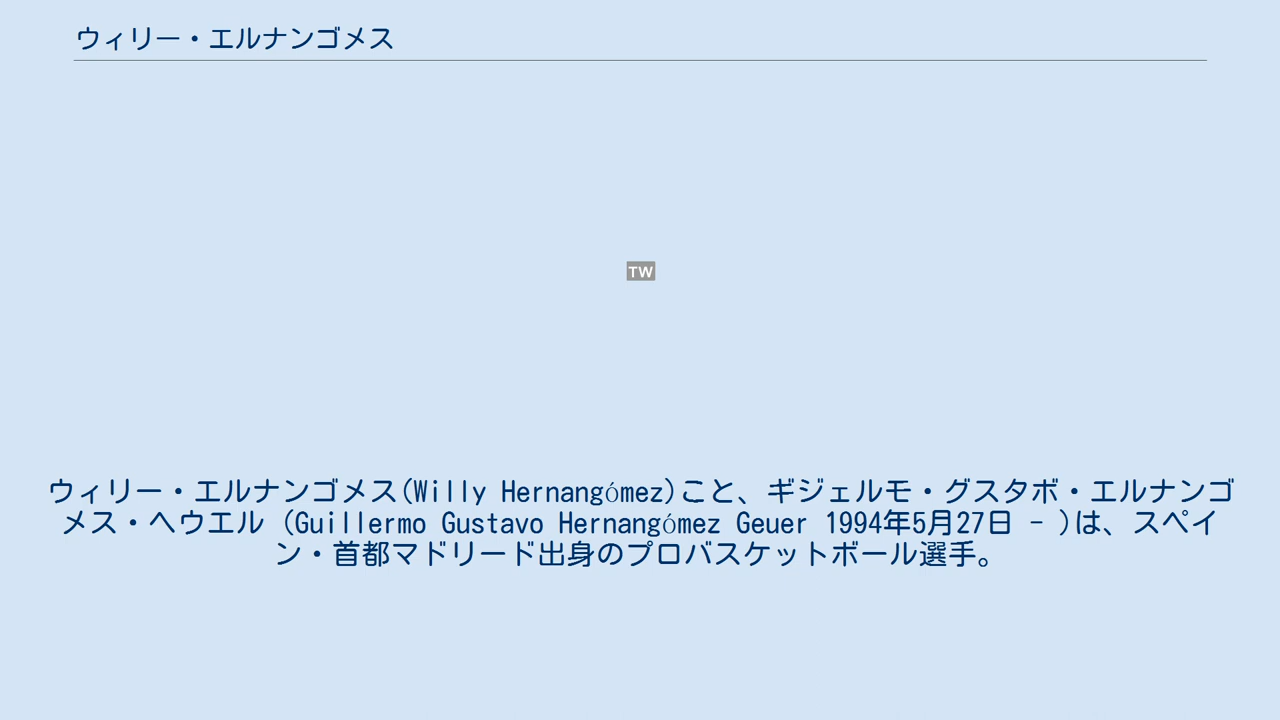 ウィリー・エルナンゴメス
TW
ウィリー・エルナンゴメス(Willy Hernangómez)こと、ギジェルモ・グスタボ・エルナンゴ
メス・ヘウエル (Guillermo Gustavo Hernangómez Geuer 1994年5月27日 - )は、スペイ
ン・首都マドリード出身のプロバスケットボール選手。